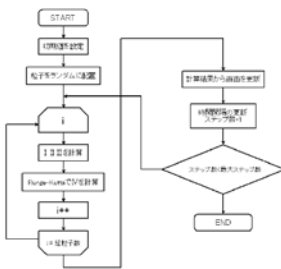 START
初期値を設定
粒子をランダムに配置
i
Runge-Kuttaで/を計算
i++
i=総粒子数
計算結果から画面を更新
時間間隔の更新
ステップ数+1
ステップ数=最大ステップ数
END